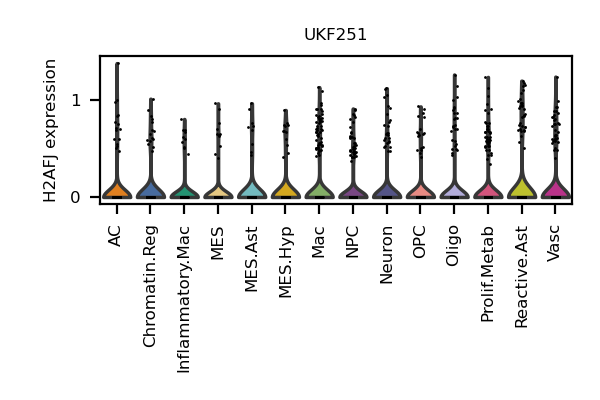 UKF251
H2AFJ expression
1
0
AC
Chromatin.Reg
Inflammatory.Mac
MES
MES.Ast
MES.Hyp
Mac
NPC
Neuron
OPC
Oligo
Prolif.Metab
Reactive.Ast
Vasc